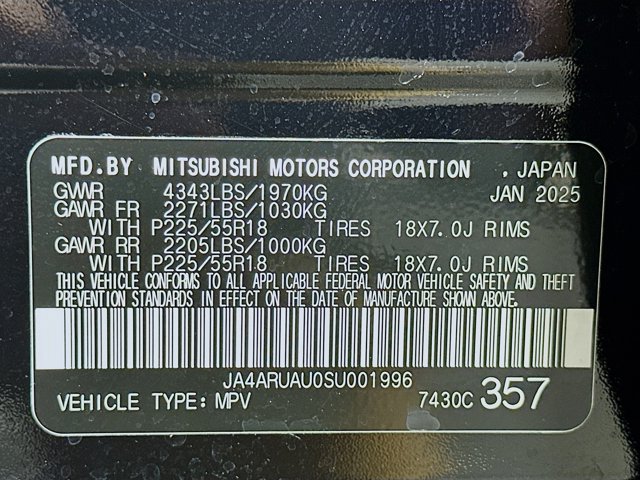 MFD.BY MITSUBISHI MOTORS CORPORATION . JAPAN
GVWR 4343LBS/1970KG JAN 2025
GAWR FR 2271LBS/1030KG
WITH P225/55R18 TIRES 18X7.0J RIMS
GAWR RR 2205LBS/1000KG
WITH P225/55R18 TIRES 18X7.0J RIMS
THIS VEHICLE CONFORMS TO ALL APPLICABLE FEDERAL MOTOR VEHICLE SAFETY AND THEFT
PREVENTION STANDARDS IN EFFECT ON THE DATE OF MANUFACTURE SHOWN ABOVE.
JA4ARUAU0SU001996
VEHICLE TYPE: MPV 7430C 357